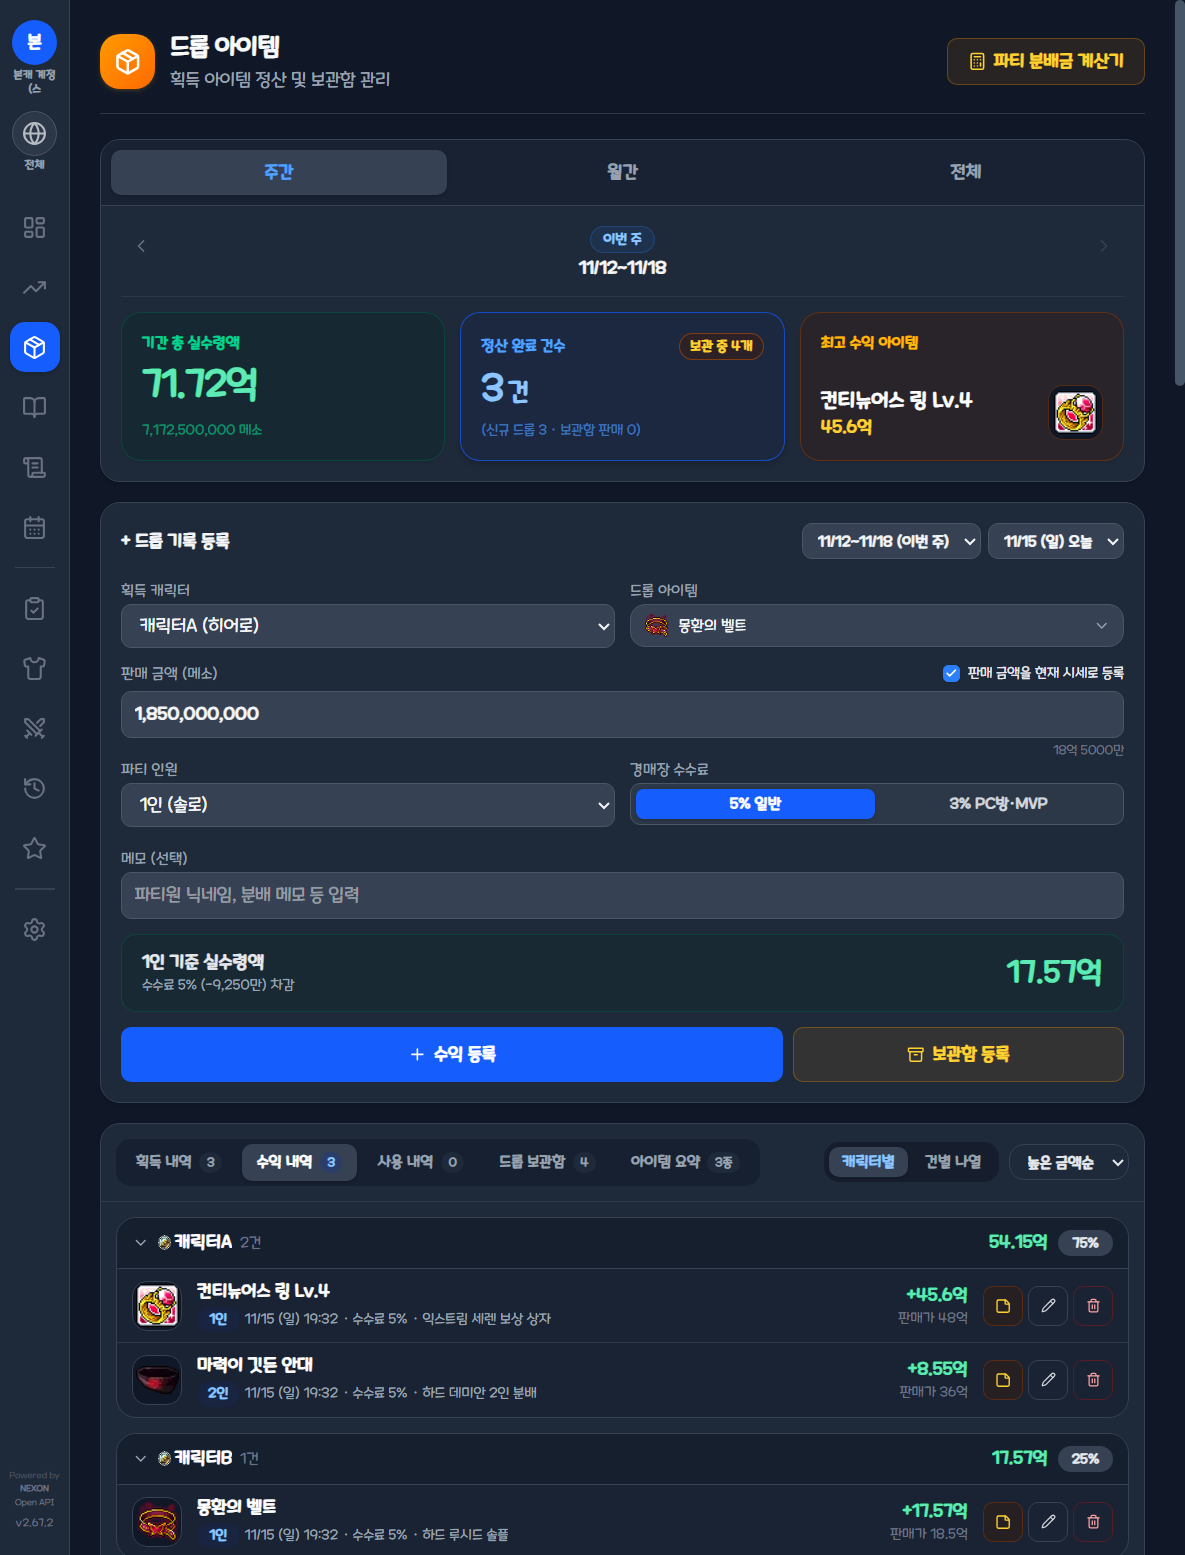 본
본캐 계정
(스
전체
Powered by
NEXON
Open API
v2.67.2
드롭 아이템
획득 아이템 정산 및 보관함 관리
파티 분배금 계산기
주간
월간
전체
이번 주
11/12~11/18
기간 총 실수령액
71.72억
7,172,500,000 메소
정산 완료 건수
보관 중 4개
3건
(신규 드롭 3 · 보관함 판매 0)
최고 수익 아이템
컨티뉴어스 링 Lv.4
45.6억
+ 드롭 기록 등록
11/12~11/18 (이번 주)
11/15 (일) 오늘
획득 캐릭터
드롭 아이템
캐릭터A (히어로)
몽환의 벨트
판매 금액 (메소)
판매 금액을 현재 시세로 등록
1,850,000,000
18억 5000만
파티 인원
경매장 수수료
1인 (솔로)
5% 일반
3% PC방·MVP
메모 (선택)
파티원 닉네임, 분배 메모 등 입력
1인 기준 실수령액
수수료 5% (-9,250만) 차감
17.57억
+ 수익 등록
보관함 등록
획득 내역 3
수익 내역 3
사용 내역 0
드롭 보관함 4
아이템 요약 3종
캐릭터별
건별 나열
높은 금액순
캐릭터A 2건
54.15억 75%
컨티뉴어스 링 Lv.4
1인 11/15 (일) 19:32 · 수수료 5% · 익스트림 세렌 보상 상자
+45.6억
판매가 48억
마력이 깃든 안대
2인 11/15 (일) 19:32 · 수수료 5% · 하드 데미안 2인 분배
+8.55억
판매가 36억
캐릭터B 1건
17.57억 25%
몽환의 벨트
1인 11/15 (일) 19:32 · 수수료 5% · 하드 루시드 솔플
+17.57억
판매가 18.5억